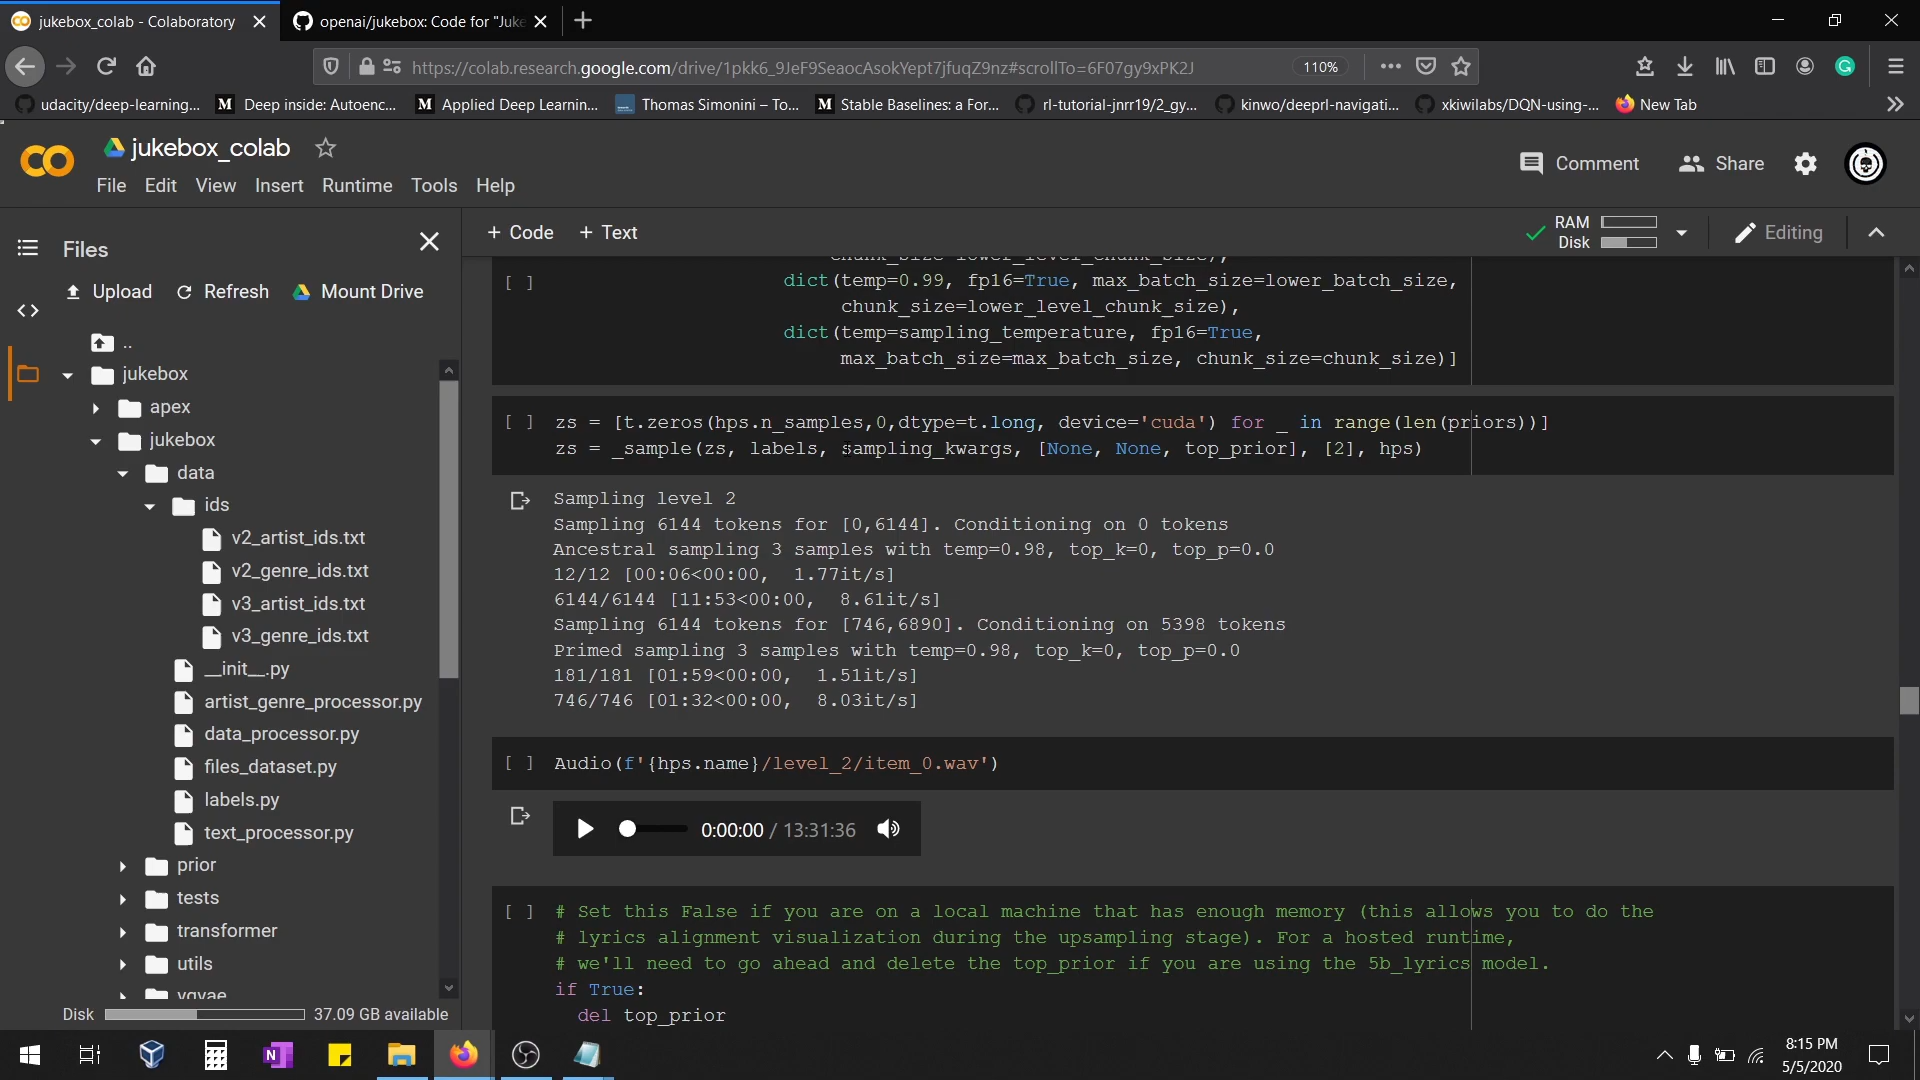 jukebox_colab - Colaboratory
openai/jukebox: Code for "Juke
https://colab.research.google.com/drive/1pkk6_9JeF9SeaocAsokYept7jfuqZ9nz#scrollTo=6F07gy9xPK2J
110%
udacity/deep-learning...
Deep inside: Autoenc...
Applied Deep Learnin...
Thomas Simonini – To...
Stable Baselines: a For...
rl-tutorial-jnrr19/2_gy...
kinwo/deeprl-navigati...
xkiwilabs/DQN-using-...
New Tab
jukebox_colab
Comment
Share
File Edit View Insert Runtime Tools Help
Files
+ Code + Text
RAM
Disk
Editing
Upload Refresh Mount Drive
..
jukebox
apex
jukebox
data
ids
v2_artist_ids.txt
v2_genre_ids.txt
v3_artist_ids.txt
v3_genre_ids.txt
__init__.py
artist_genre_processor.py
data_processor.py
files_dataset.py
labels.py
text_processor.py
prior
tests
transformer
utils
vqvae
Disk 37.09 GB available
chunk_size=lower_level_chunk_size),
[ ] dict(temp=0.99, fp16=True, max_batch_size=lower_batch_size,
chunk_size=lower_level_chunk_size),
dict(temp=sampling_temperature, fp16=True,
max_batch_size=max_batch_size, chunk_size=chunk_size)]
[ ] zs = [t.zeros(hps.n_samples,0,dtype=t.long, device='cuda') for _ in range(len(priors))]
zs = _sample(zs, labels, sampling_kwargs, [None, None, top_prior], [2], hps)
Sampling level 2
Sampling 6144 tokens for [0,6144]. Conditioning on 0 tokens
Ancestral sampling 3 samples with temp=0.98, top_k=0, top_p=0.0
12/12 [00:06<00:00, 1.77it/s]
6144/6144 [11:53<00:00, 8.61it/s]
Sampling 6144 tokens for [746,6890]. Conditioning on 5398 tokens
Primed sampling 3 samples with temp=0.98, top_k=0, top_p=0.0
181/181 [01:59<00:00, 1.51it/s]
746/746 [01:32<00:00, 8.03it/s]
[ ] Audio(f'{hps.name}/level_2/item_0.wav')
0:00:00 / 13:31:36
[ ] # Set this False if you are on a local machine that has enough memory (this allows you to do the
# lyrics alignment visualization during the upsampling stage). For a hosted runtime,
# we'll need to go ahead and delete the top_prior if you are using the 5b_lyrics model.
if True:
del top_prior
8:15 PM
5/5/2020